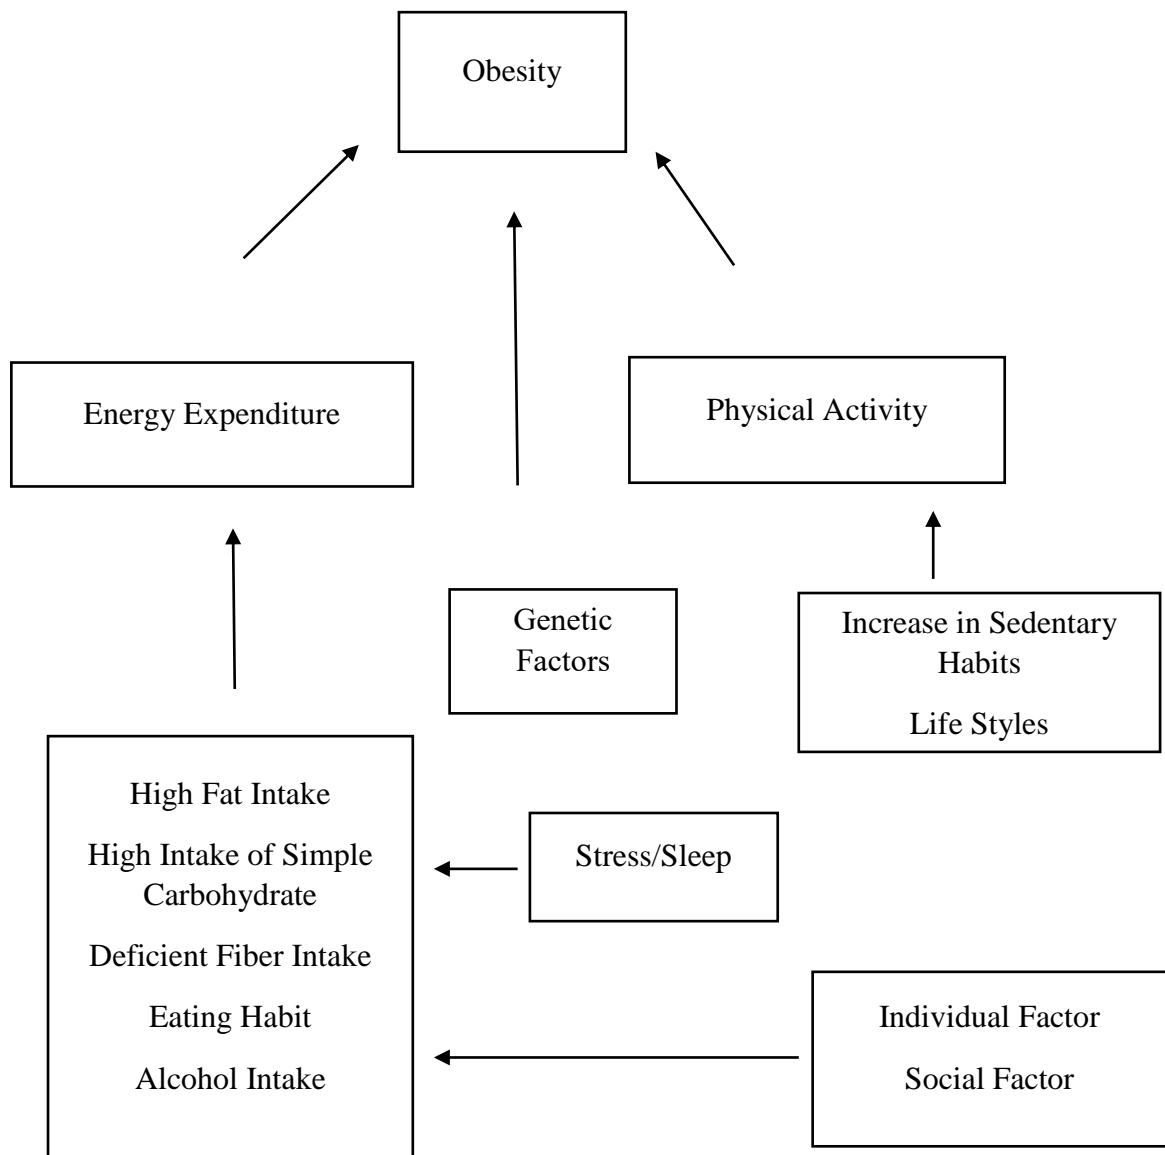 Obesity
Energy Expenditure
Physical Activity
Genetic
Factors
Increase in Sedentary
Habits
Life Styles
High Fat Intake
High Intake of Simple
Carbohydrate
Deficient Fiber Intake
Eating Habit
Alcohol Intake
Stress/Sleep
Individual Factor
Social Factor